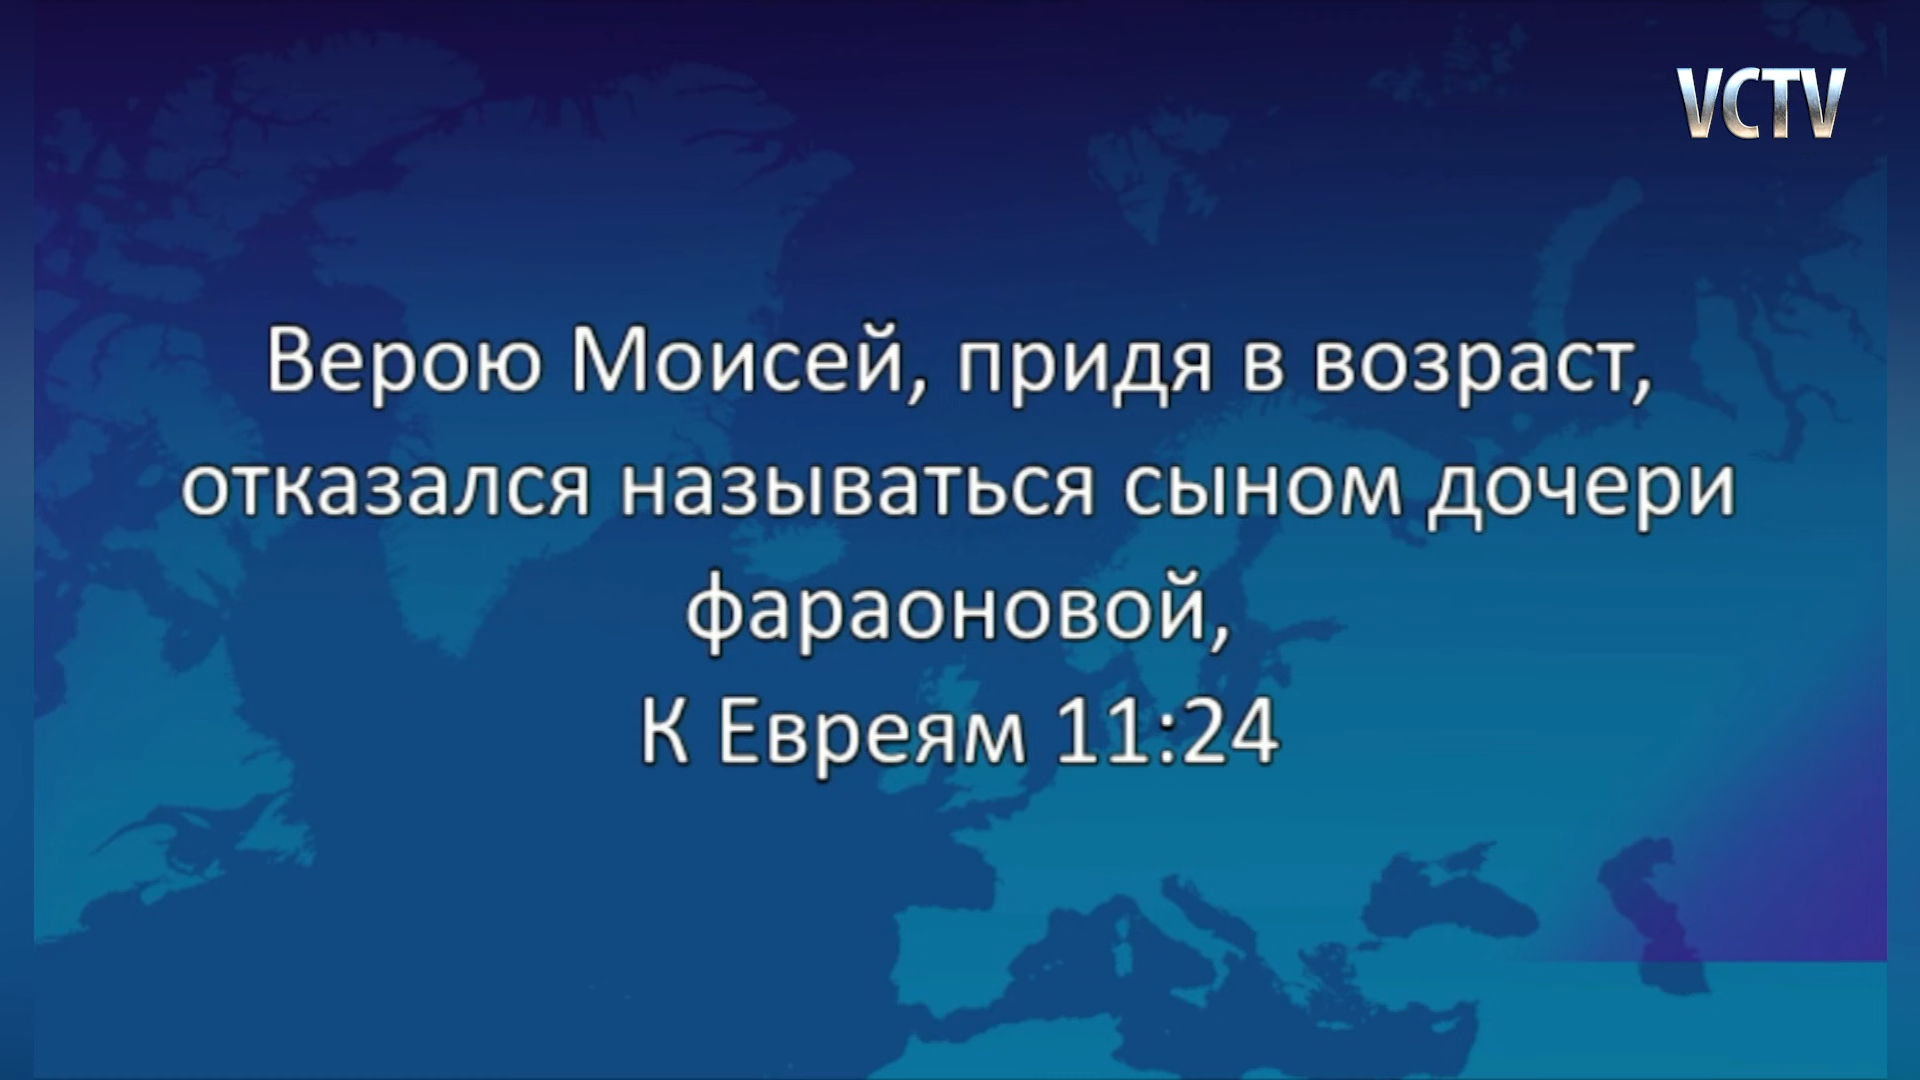 VCTV
Верою Моисей, придя в возраст,
отказался называться сыном дочери
фараоновой,
К Евреям 11:24